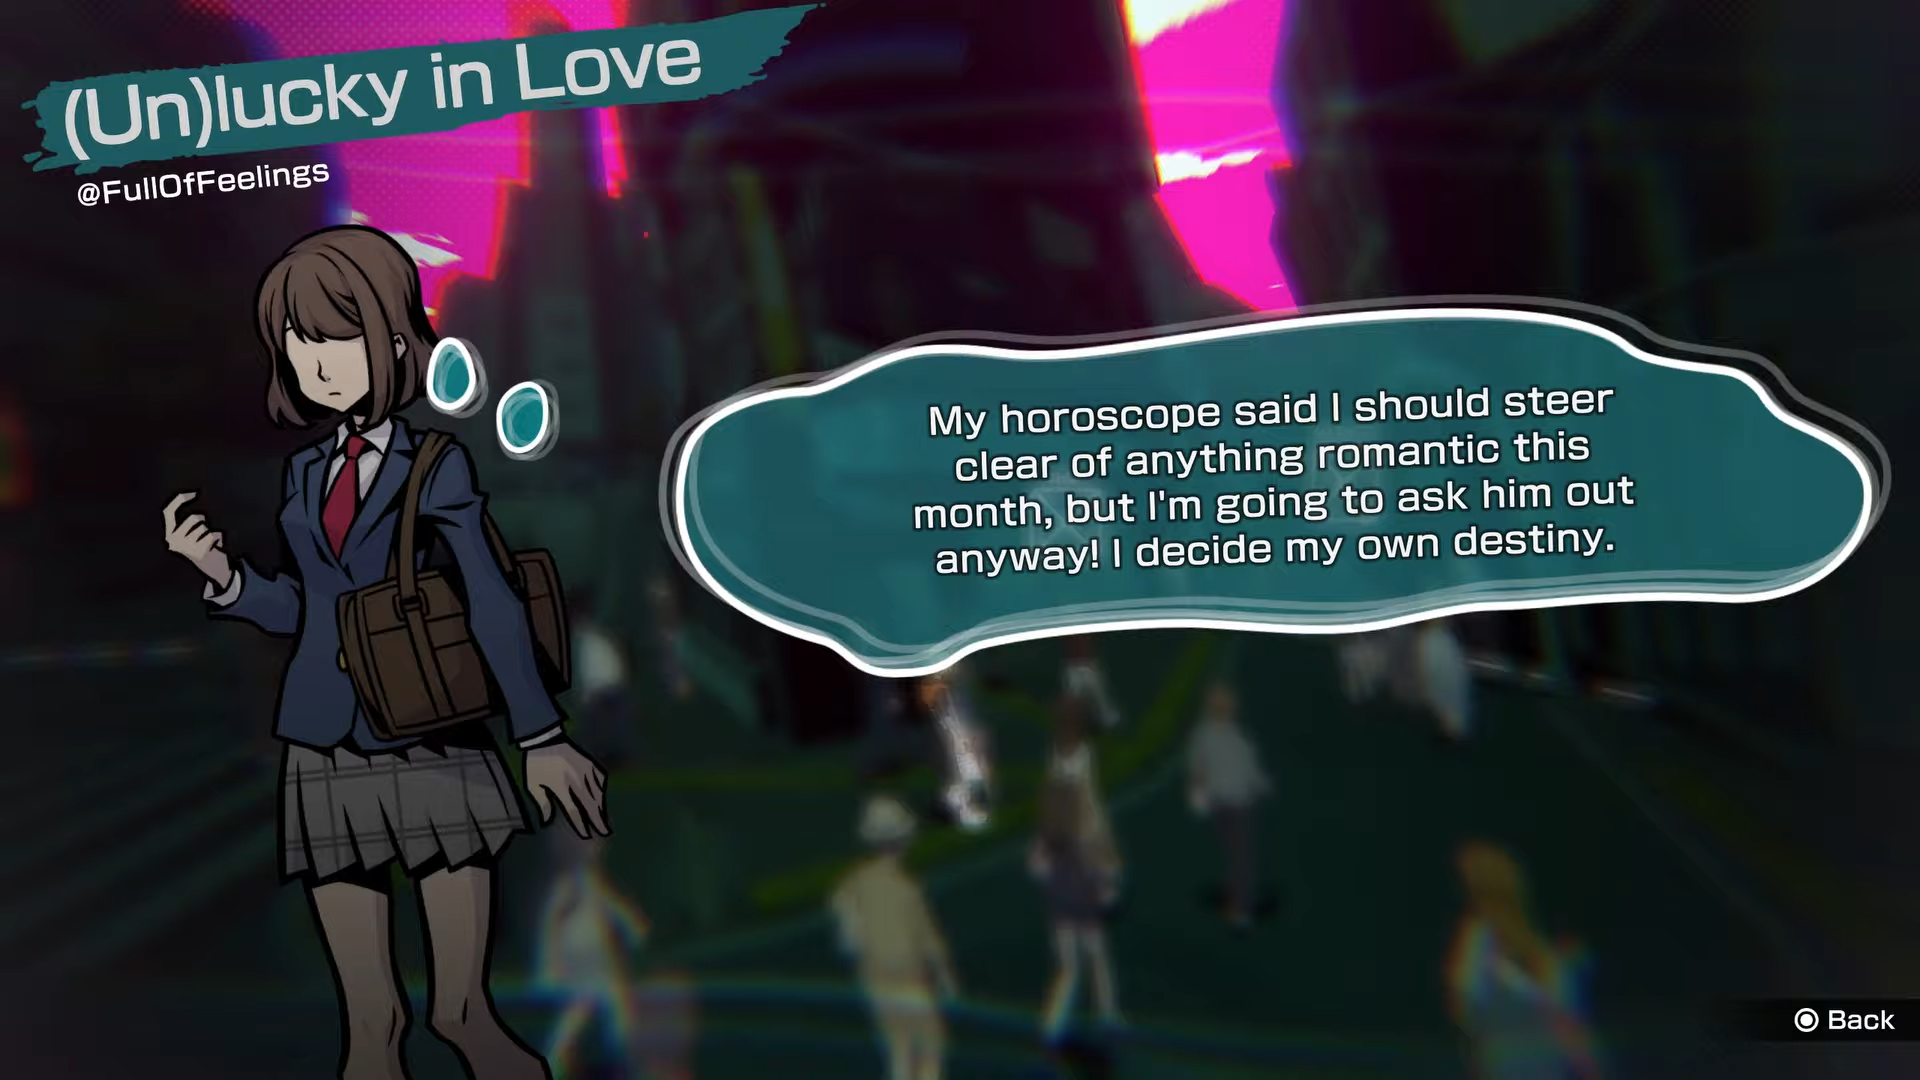 (Un)lucky in Love
@FullOfFeelings
My horoscope said I should steer
clear of anything romantic this
month, but I'm going to ask him out
anyway! I decide my own destiny.
Back